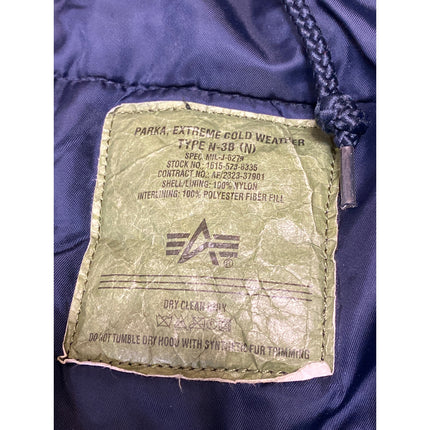 PARKA, EXTREME COLD WEATHER
TYPE N-3B (N)
SPEC. MIL-J-6279
STOCK NO.: 1615-573-8335
CONTRACT NO.: AF/2323-37901
SHELL/LINING: 100% NYLON
INTERLINING: 100% POLYESTER FIBER FILL
®
DRY CLEAN ONLY
DO NOT TUMBLE DRY HOOD WITH SYNTHETIC FUR TRIMMING